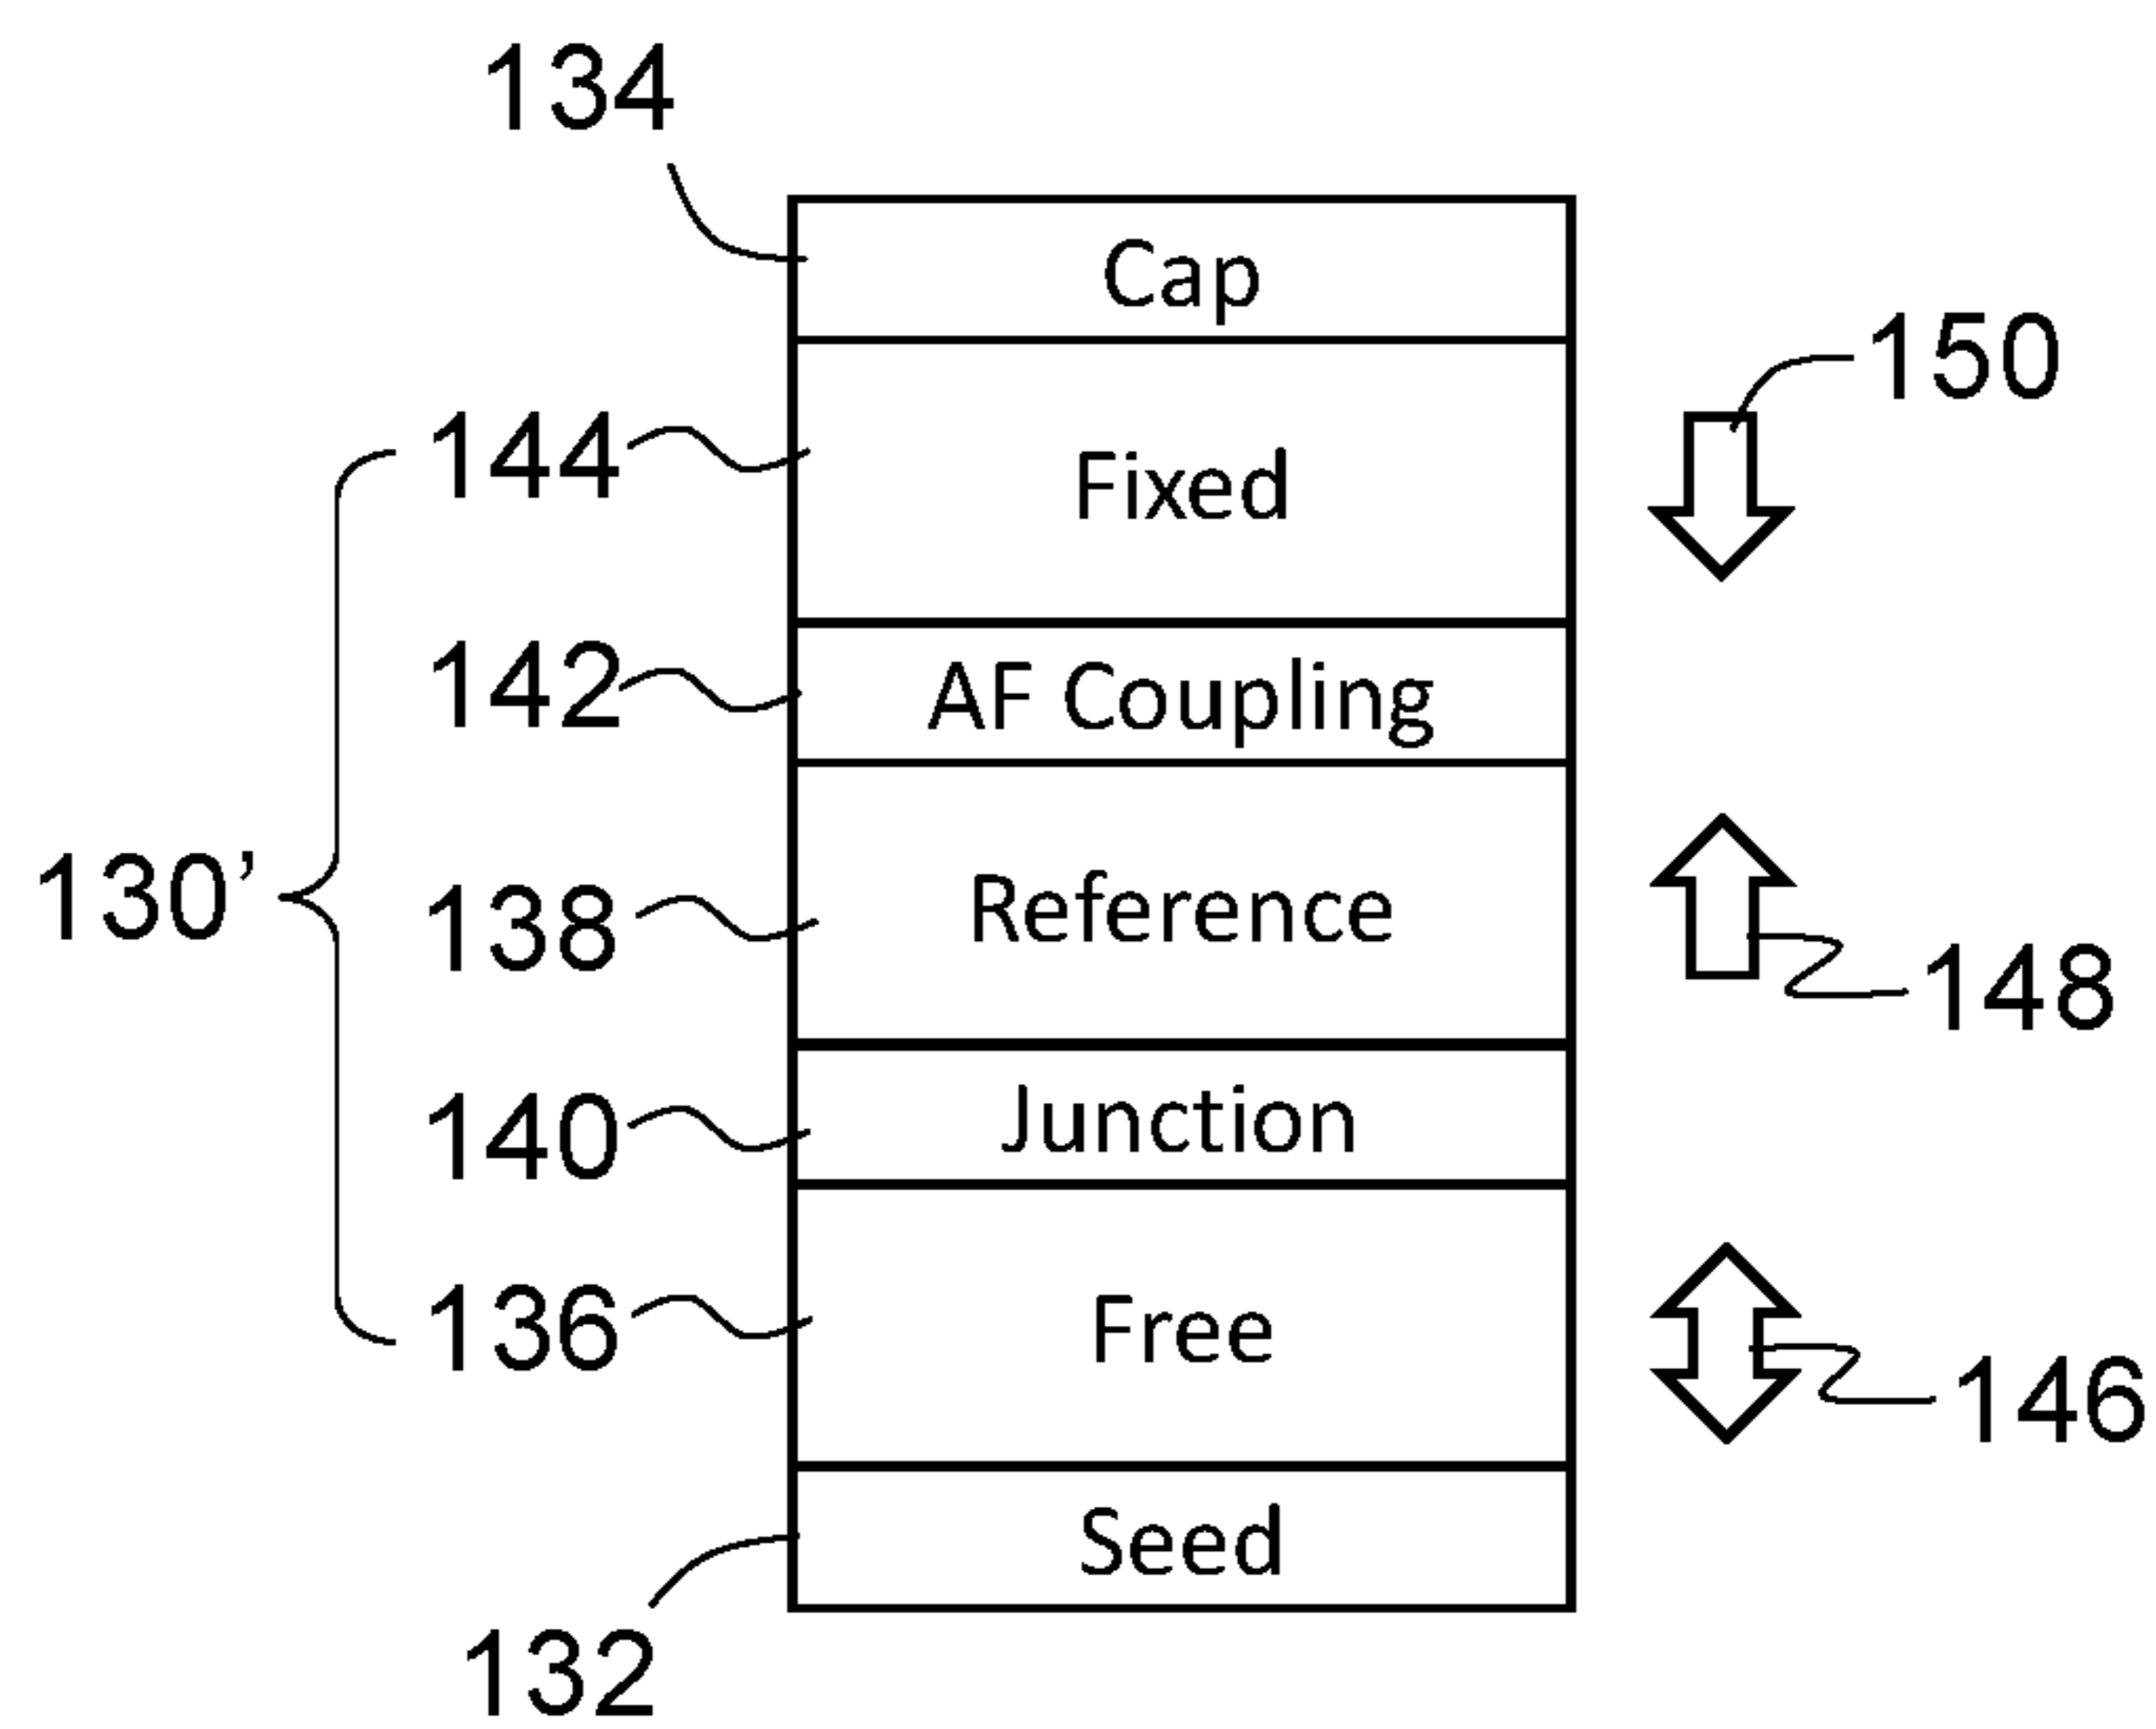 134
Cap
150
144
Fixed
142
AF Coupling
130’
138
Reference
148
140
Junction
136
Free
146
Seed
132